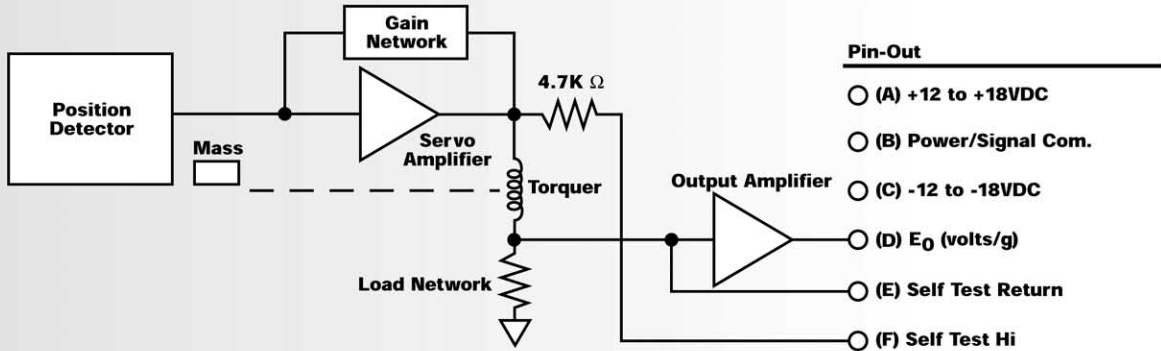 Gain
Network
Pin-Out
4.7K Ω
(A) +12 to +18VDC
Position
Detector
Servo
Amplifier
(B) Power/Signal Com.
Mass
Torquer
Output Amplifier
(C) -12 to -18VDC
(D) E0 (volts/g)
Load Network
(E) Self Test Return
(F) Self Test Hi